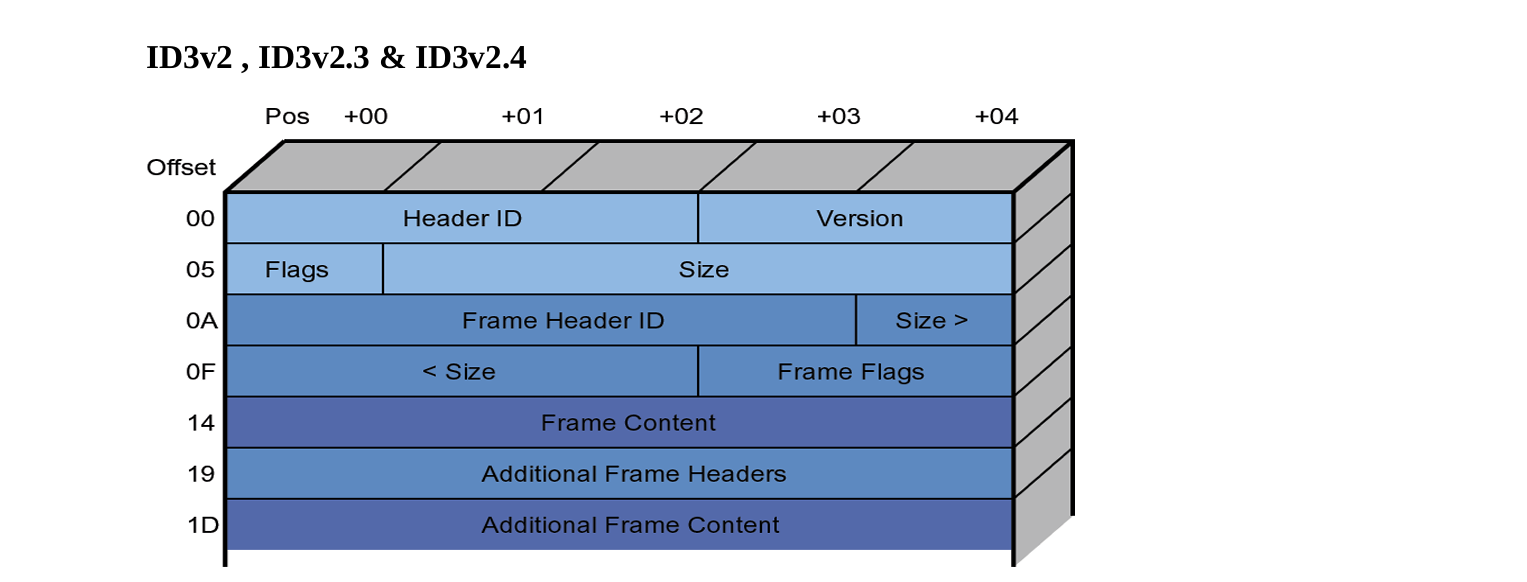 ID3v2 , ID3v2.3 & ID3v2.4
Pos +00 +01 +02 +03 +04
Offset
00 Header ID Version
05 Flags Size
0A Frame Header ID Size >
0F < Size Frame Flags
14 Frame Content
19 Additional Frame Headers
1D Additional Frame Content